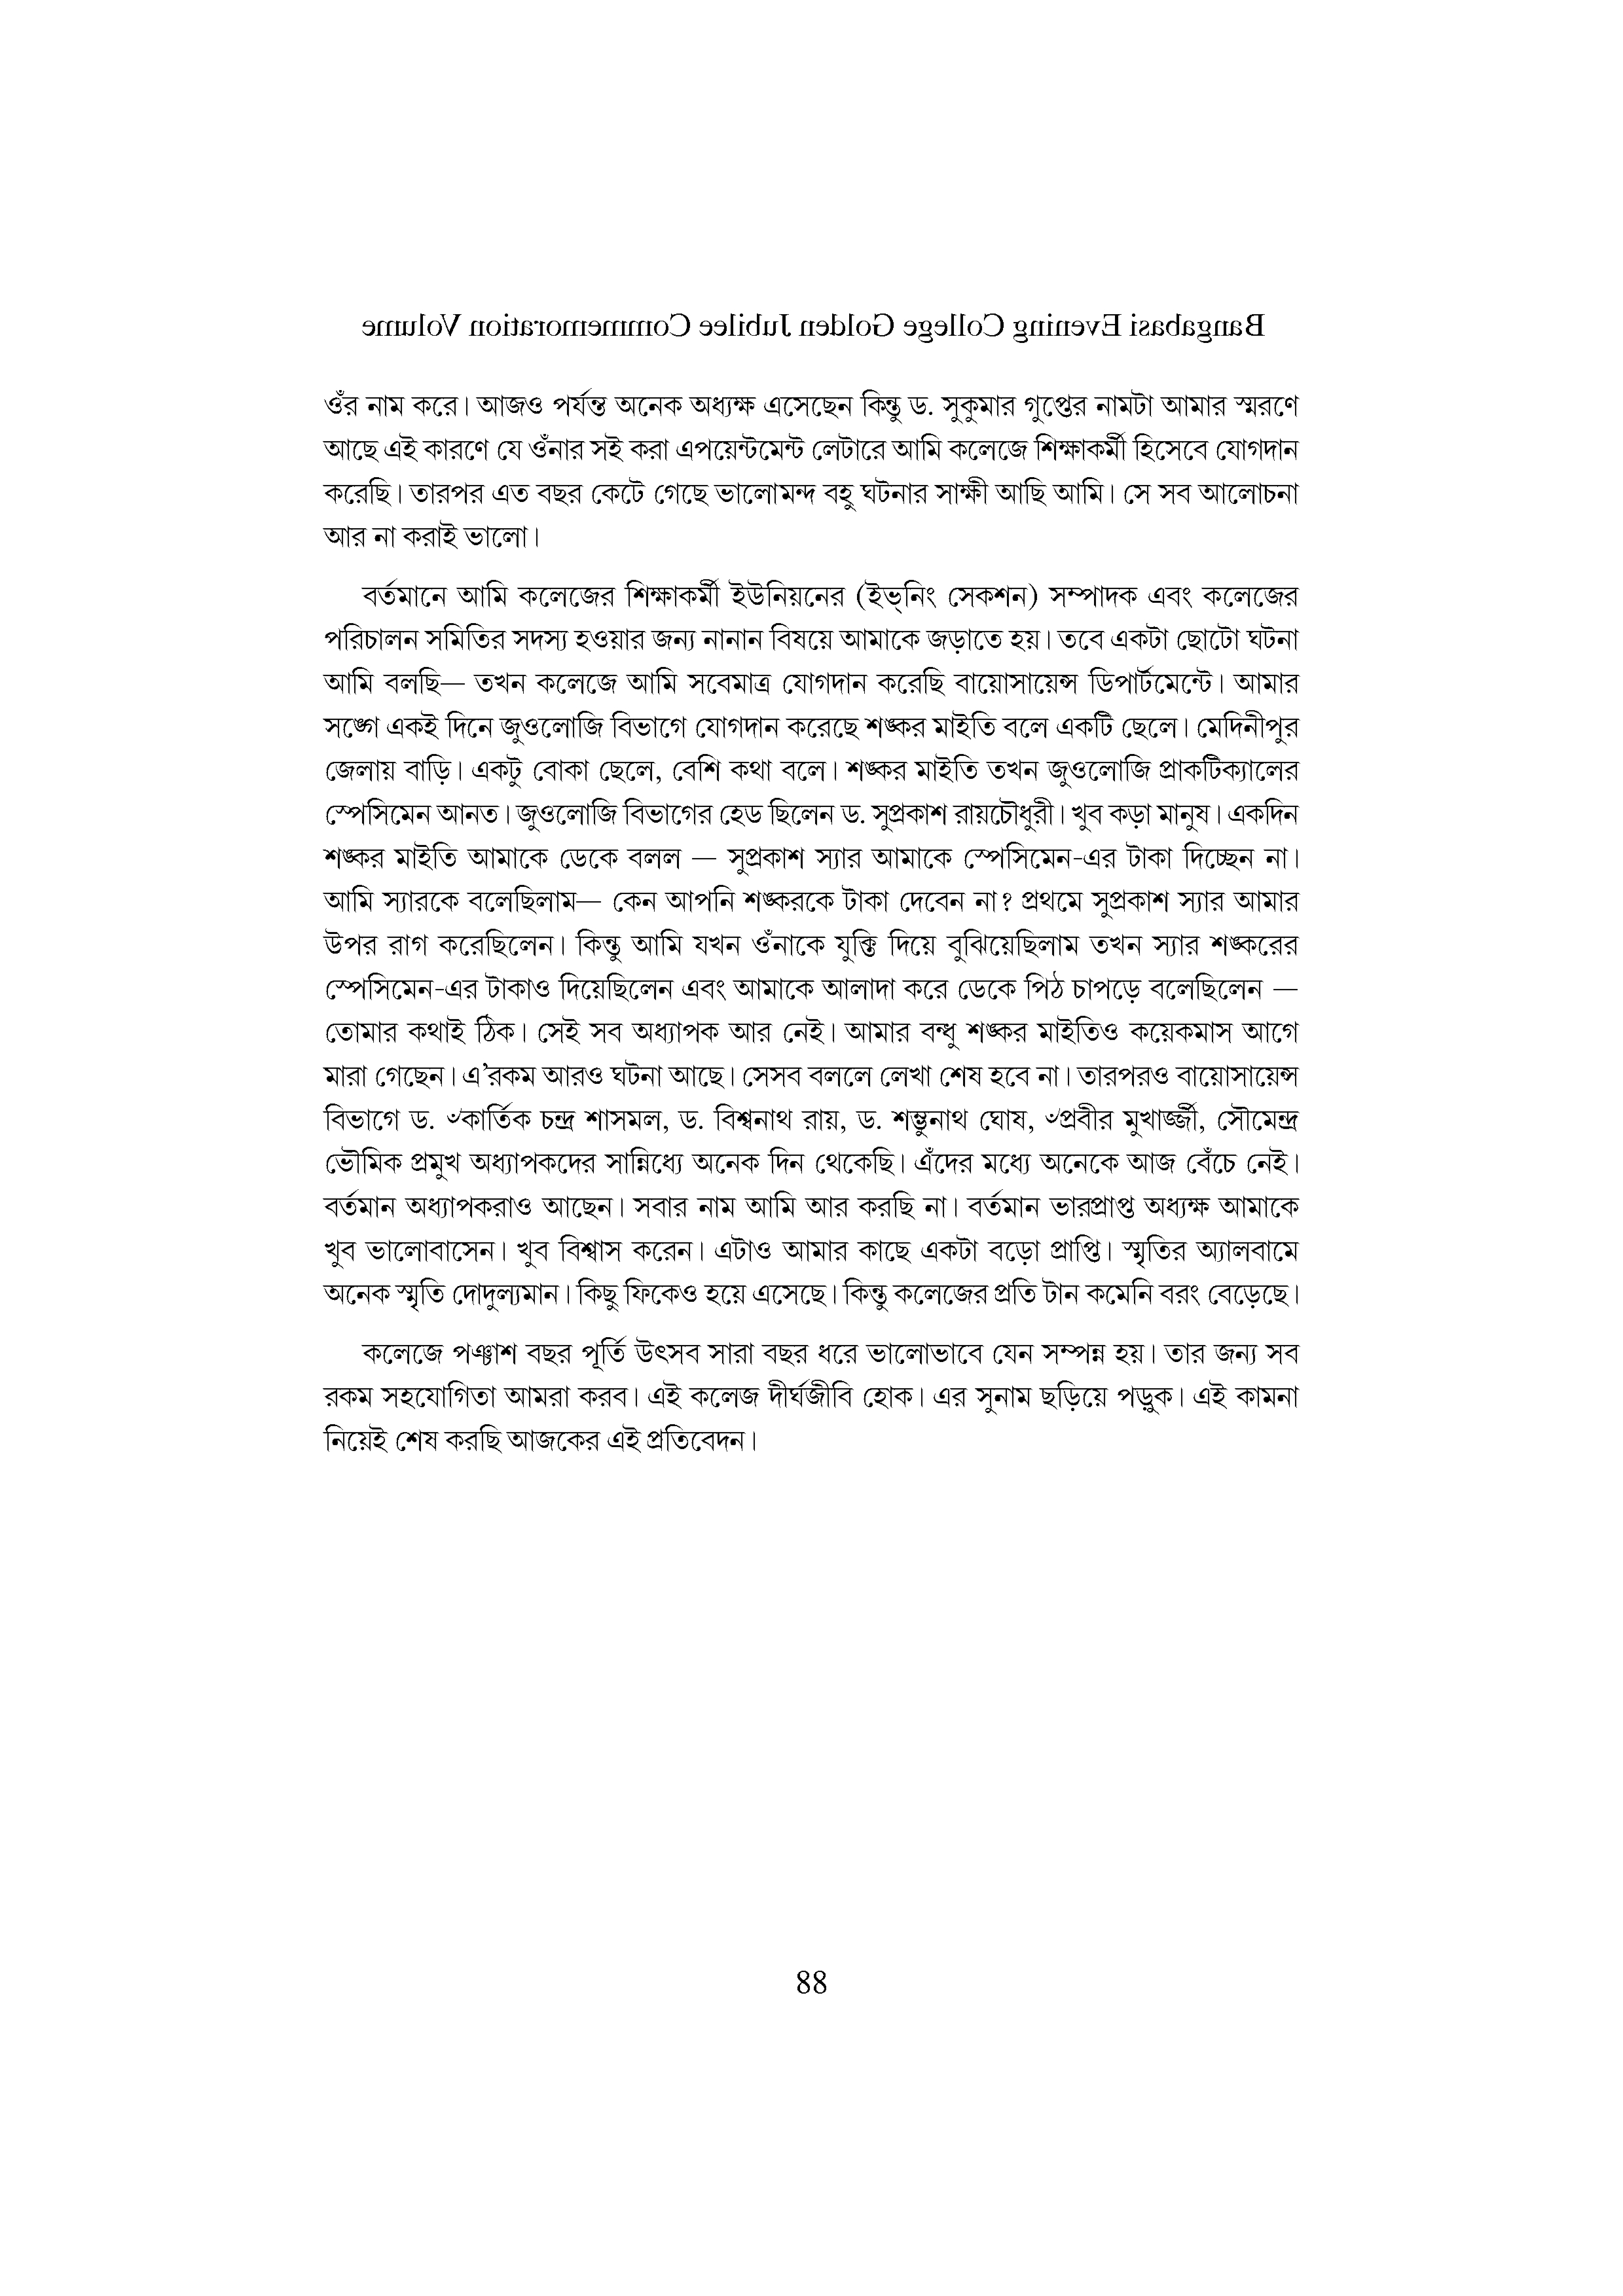 Bangabasi Evening College Golden Jubilee Commemoration Volume
ওঁর নাম করে। আজও পর্যন্ত অনেক অধ্যক্ষ এসেছেন কিন্তু ড. সুকুমার গুপ্তের নামটা আমার স্মরণে
আছে এই কারণে যে ওঁনার সই করা এপয়েন্টমেন্ট লেটারে আমি কলেজে শিক্ষাকর্মী হিসেবে যোগদান
করেছি। তারপর এত বছর কেটে গেছে ভালোমন্দ বহু ঘটনার সাক্ষী আছি আমি। সে সব আলোচনা
আর না করাই ভালো।
বর্তমানে আমি কলেজের শিক্ষাকর্মী ইউনিয়নের (ইভ্‌নিং সেকশন) সম্পাদক এবং কলেজের
পরিচালন সমিতির সদস্য হওয়ার জন্য নানান বিষয়ে আমাকে জড়াতে হয়। তবে একটা ছোটো ঘটনা
আমি বলছি— তখন কলেজে আমি সবেমাত্র যোগদান করেছি বায়োসায়েন্স ডিপার্টমেন্টে। আমার
সঙ্গে একই দিনে জুওলোজি বিভাগে যোগদান করেছে শঙ্কর মাইতি বলে একটি ছেলে। মেদিনীপুর
জেলায় বাড়ি। একটু বোকা ছেলে, বেশি কথা বলে। শঙ্কর মাইতি তখন জুওলোজি প্রাকটিক্যালের
স্পেসিমেন আনত। জুওলোজি বিভাগের হেড ছিলেন ড. সুপ্রকাশ রায়চৌধুরী। খুব কড়া মানুষ। একদিন
শঙ্কর মাইতি আমাকে ডেকে বলল — সুপ্রকাশ স্যার আমাকে স্পেসিমেন-এর টাকা দিচ্ছেন না।
আমি স্যারকে বলেছিলাম— কেন আপনি শঙ্করকে টাকা দেবেন না? প্রথমে সুপ্রকাশ স্যার আমার
উপর রাগ করেছিলেন। কিন্তু আমি যখন ওঁনাকে যুক্তি দিয়ে বুঝিয়েছিলাম তখন স্যার শঙ্করের
স্পেসিমেন-এর টাকাও দিয়েছিলেন এবং আমাকে আলাদা করে ডেকে পিঠ চাপড়ে বলেছিলেন —
তোমার কথাই ঠিক। সেই সব অধ্যাপক আর নেই। আমার বন্ধু শঙ্কর মাইতিও কয়েকমাস আগে
মারা গেছেন। এ’রকম আরও ঘটনা আছে। সেসব বললে লেখা শেষ হবে না। তারপরও বায়োসায়েন্স
বিভাগে ড. ঁকার্তিক চন্দ্র শাসমল, ড. বিশ্বনাথ রায়, ড. শম্ভুনাথ ঘোষ, ঁপ্রবীর মুখার্জ্জী, সৌমেন্দ্র
ভৌমিক প্রমুখ অধ্যাপকদের সান্নিধ্যে অনেক দিন থেকেছি। এঁদের মধ্যে অনেকে আজ বেঁচে নেই।
বর্তমান অধ্যাপকরাও আছেন। সবার নাম আমি আর করছি না। বর্তমান ভারপ্রাপ্ত অধ্যক্ষ আমাকে
খুব ভালোবাসেন। খুব বিশ্বাস করেন। এটাও আমার কাছে একটা বড়ো প্রাপ্তি। স্মৃতির অ্যালবামে
অনেক স্মৃতি দোদুল্যমান। কিছু ফিকেও হয়ে এসেছে। কিন্তু কলেজের প্রতি টান কমেনি বরং বেড়েছে।
কলেজে পঞ্চাশ বছর পূর্তি উৎসব সারা বছর ধরে ভালোভাবে যেন সম্পন্ন হয়। তার জন্য সব
রকম সহযোগিতা আমরা করব। এই কলেজ দীর্ঘজীবি হোক। এর সুনাম ছড়িয়ে পড়ুক। এই কামনা
নিয়েই শেষ করছি আজকের এই প্রতিবেদন।
88